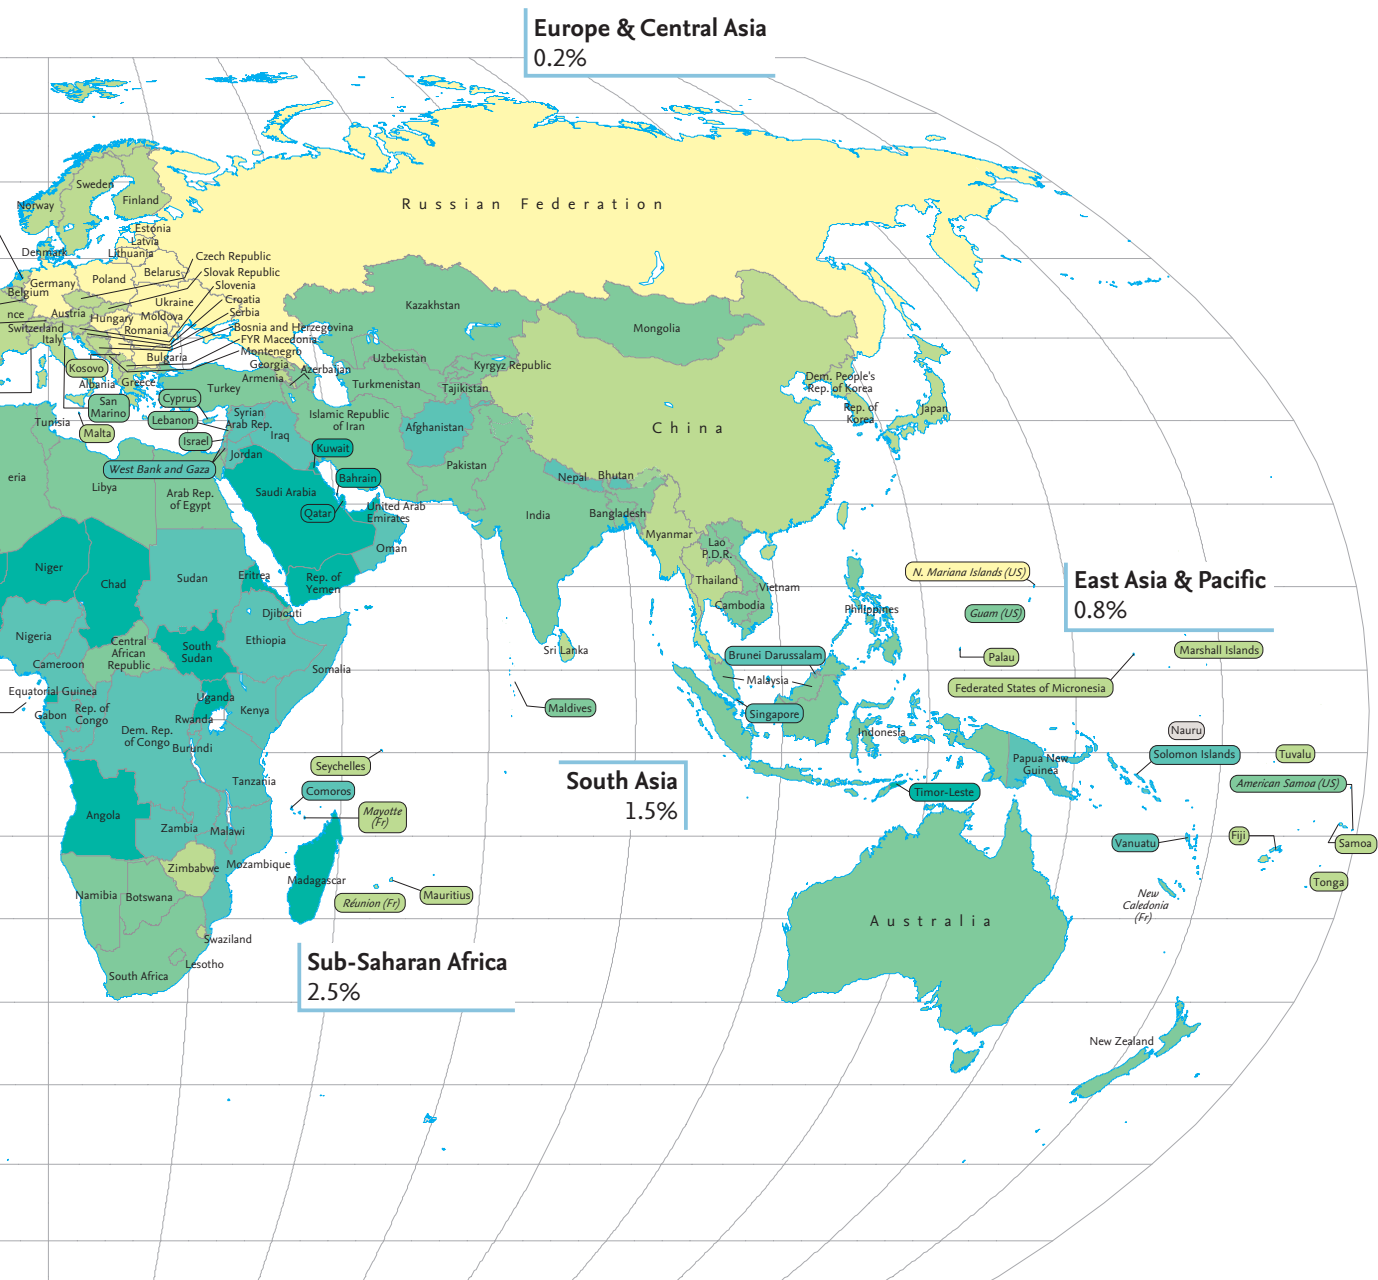 Europe & Central Asia
0.2%
Russian Federation
Sweden
Norway
Finland
Estonia
Latvia
Lithuania
Denmark
Germany
Poland
Belarus
Belgium
Czech Republic
Slovak Republic
Slovenia
Croatia
Serbia
Bosnia and Herzegovina
FYR Macedonia
Montenegro
Ukraine
nce
Austria
Hungary
Moldova
Switzerland
Romania
Italy
Bulgaria
Georgia
Kosovo
Armenia
Azerbaijan
Albania
Greece
Turkey
Kazakhstan
Mongolia
Uzbekistan
Kyrgyz Republic
Turkmenistan
Tajikistan
Cyprus
San
Marino
Lebanon
Malta
Tunisia
Israel
Syrian
Arab Rep.
Iraq
Islamic Republic
of Iran
Afghanistan
China
Dem. People's
Rep. of Korea
Rep. of
Korea
Japan
Kuwait
Jordan
West Bank and Gaza
Bahrain
Pakistan
Nepal
Bhutan
eria
Libya
Arab Rep.
of Egypt
Saudi Arabia
Qatar
United Arab
Emirates
India
Bangladesh
Myanmar
Lao
P.D.R.
Oman
Niger
Chad
Sudan
Eritrea
Rep. of
Yemen
Thailand
Vietnam
Cambodia
Philippines
N. Mariana Islands (US)
Guam (US)
East Asia & Pacific
0.8%
Djibouti
Nigeria
Central
African
Republic
South
Sudan
Ethiopia
Sri Lanka
Brunei Darussalam
Palau
Marshall Islands
Cameroon
Somalia
Malaysia
Federated States of Micronesia
Equatorial Guinea
Uganda
Maldives
Singapore
Gabon
Rep. of
Congo
Rwanda
Kenya
Dem. Rep.
of Congo
Burundi
Indonesia
Nauru
Solomon Islands
Tuvalu
Seychelles
South Asia
1.5%
Papua New
Guinea
Tanzania
Comoros
Timor-Leste
American Samoa (US)
Angola
Mayotte
(Fr)
Zambia
Malawi
Vanuatu
Fiji
Samoa
Zimbabwe
Mozambique
Madagascar
Tonga
Namibia
Botswana
Réunion (Fr)
Mauritius
New
Caledonia
(Fr)
Australia
Swaziland
Lesotho
South Africa
Sub-Saharan Africa
2.5%
New Zealand